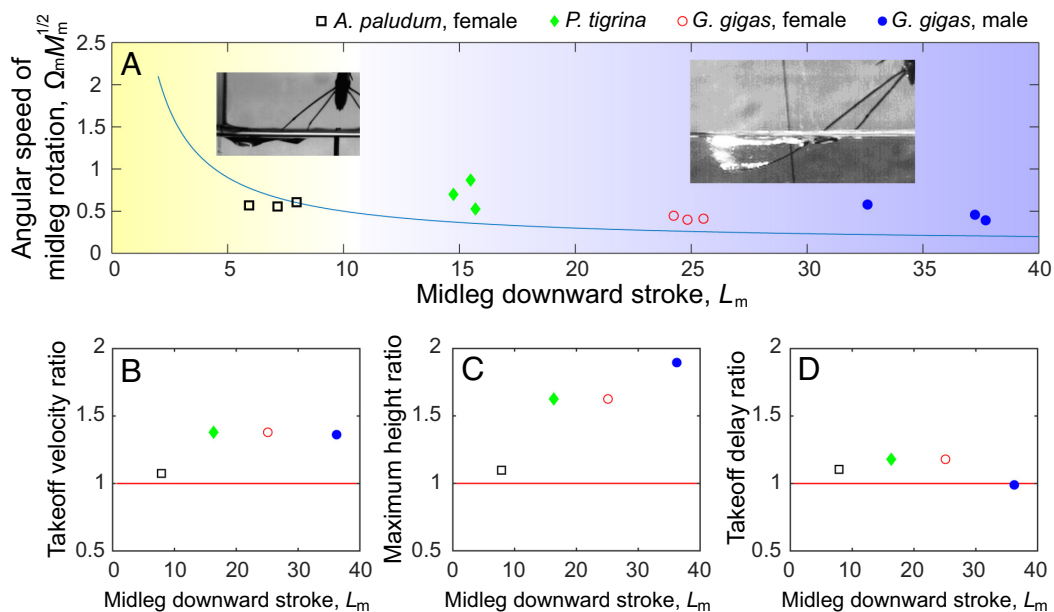 A. paludum, female P. tigrina G. gigas, female G. gigas, male
A
Angular speed of
midleg rotation, ΩmMm^1/2
2.5
2
1.5
1
0.5
0
0 5 10 15 20 25 30 35 40
Midleg downward stroke, Lm
B
Takeoff velocity ratio
2
1.5
1
0.5
0 10 20 30 40
Midleg downward stroke, Lm
C
Maximum height ratio
2
1.5
1
0.5
0 10 20 30 40
Midleg downward stroke, Lm
D
Takeoff delay ratio
2
1.5
1
0.5
0 10 20 30 40
Midleg downward stroke, Lm